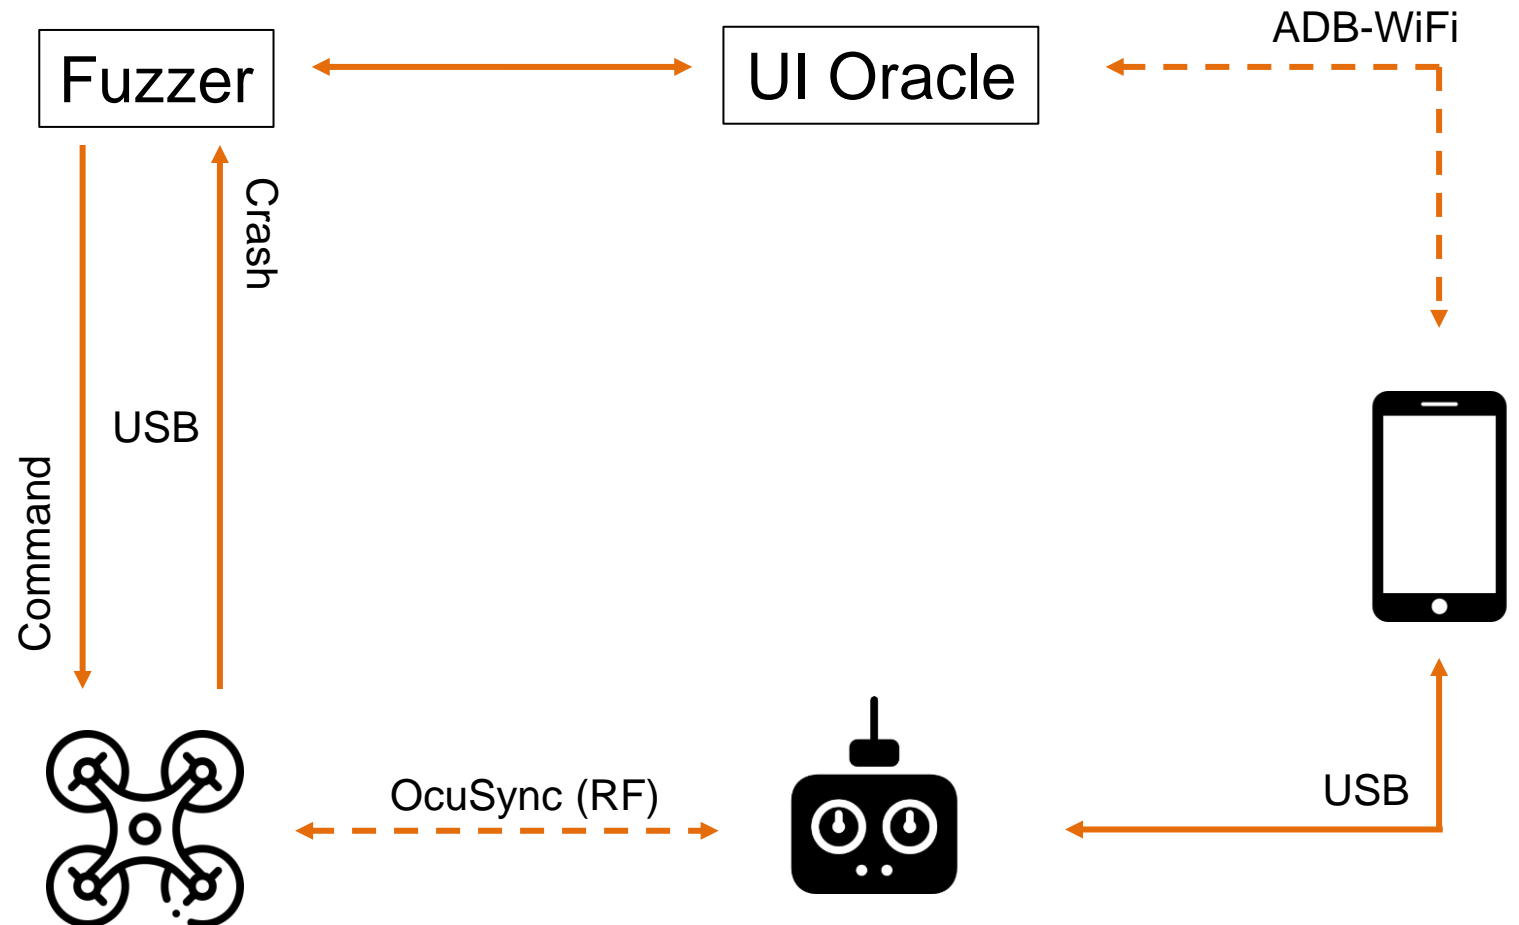 ADB-WiFi
Fuzzer
UI Oracle
Crash
USB
Command
OcuSync (RF)
USB